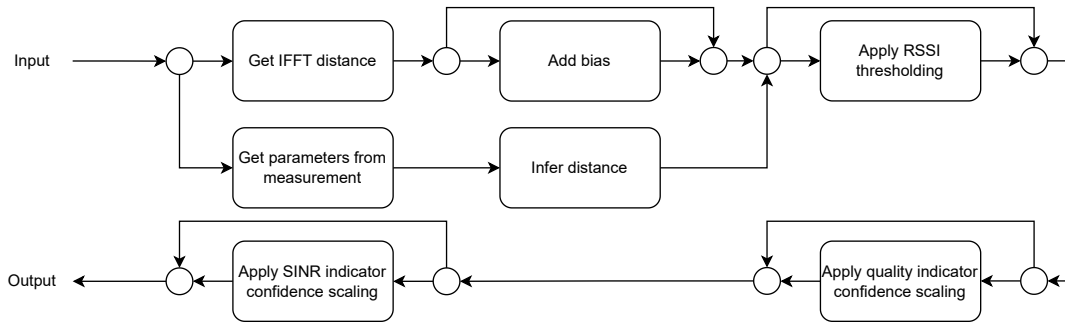 Input
Get IFFT distance
Add bias
Apply RSSI
thresholding
Get parameters from
measurement
Infer distance
Output
Apply SINR indicator
confidence scaling
Apply quality indicator
confidence scaling